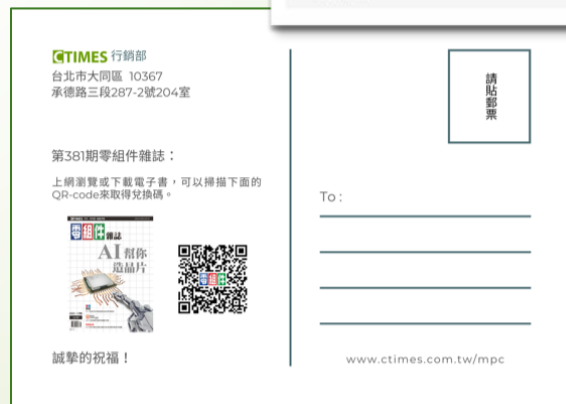 CTIMES 行銷部
台北市大同區 10367
承德路三段287-2號204室
第381期零組件雜誌：
上網瀏覽或下載電子書，可以掃描下面的
QR-code來取得兌換碼。
零組件雜誌
AI 幫你
造晶片
零組件
誠摯的祝福！
請貼郵票
To :
www.ctimes.com.tw/mpc